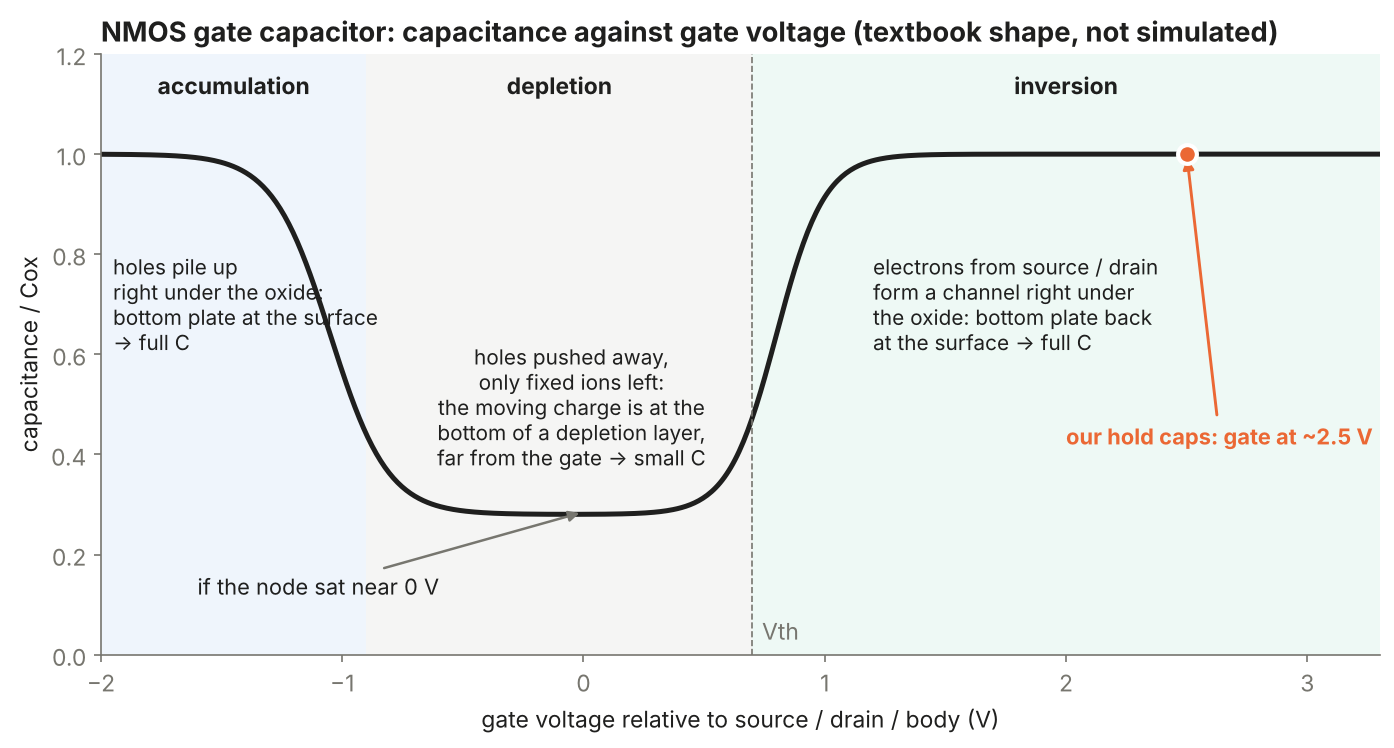 NMOS gate capacitor: capacitance against gate voltage (textbook shape, not simulated)
accumulation
depletion
inversion
1.2
1.0
0.8
0.6
0.4
0.2
0.0
capacitance / Cox
holes pile up
right under the oxide:
bottom plate at the surface
→ full C
holes pushed away,
only fixed ions left:
the moving charge is at the
bottom of a depletion layer,
far from the gate → small C
electrons from source / drain
form a channel right under
the oxide: bottom plate back
at the surface → full C
our hold caps: gate at ~2.5 V
if the node sat near 0 V
Vth
−2
−1
0
1
2
3
gate voltage relative to source / drain / body (V)